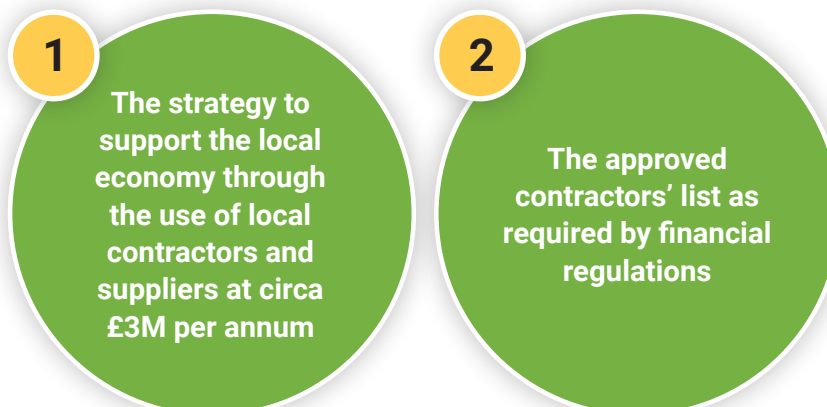 1
The strategy to
support the local
economy through
the use of local
contractors and
suppliers at circa
£3M per annum
2
The approved
contractors’ list as
required by financial
regulations